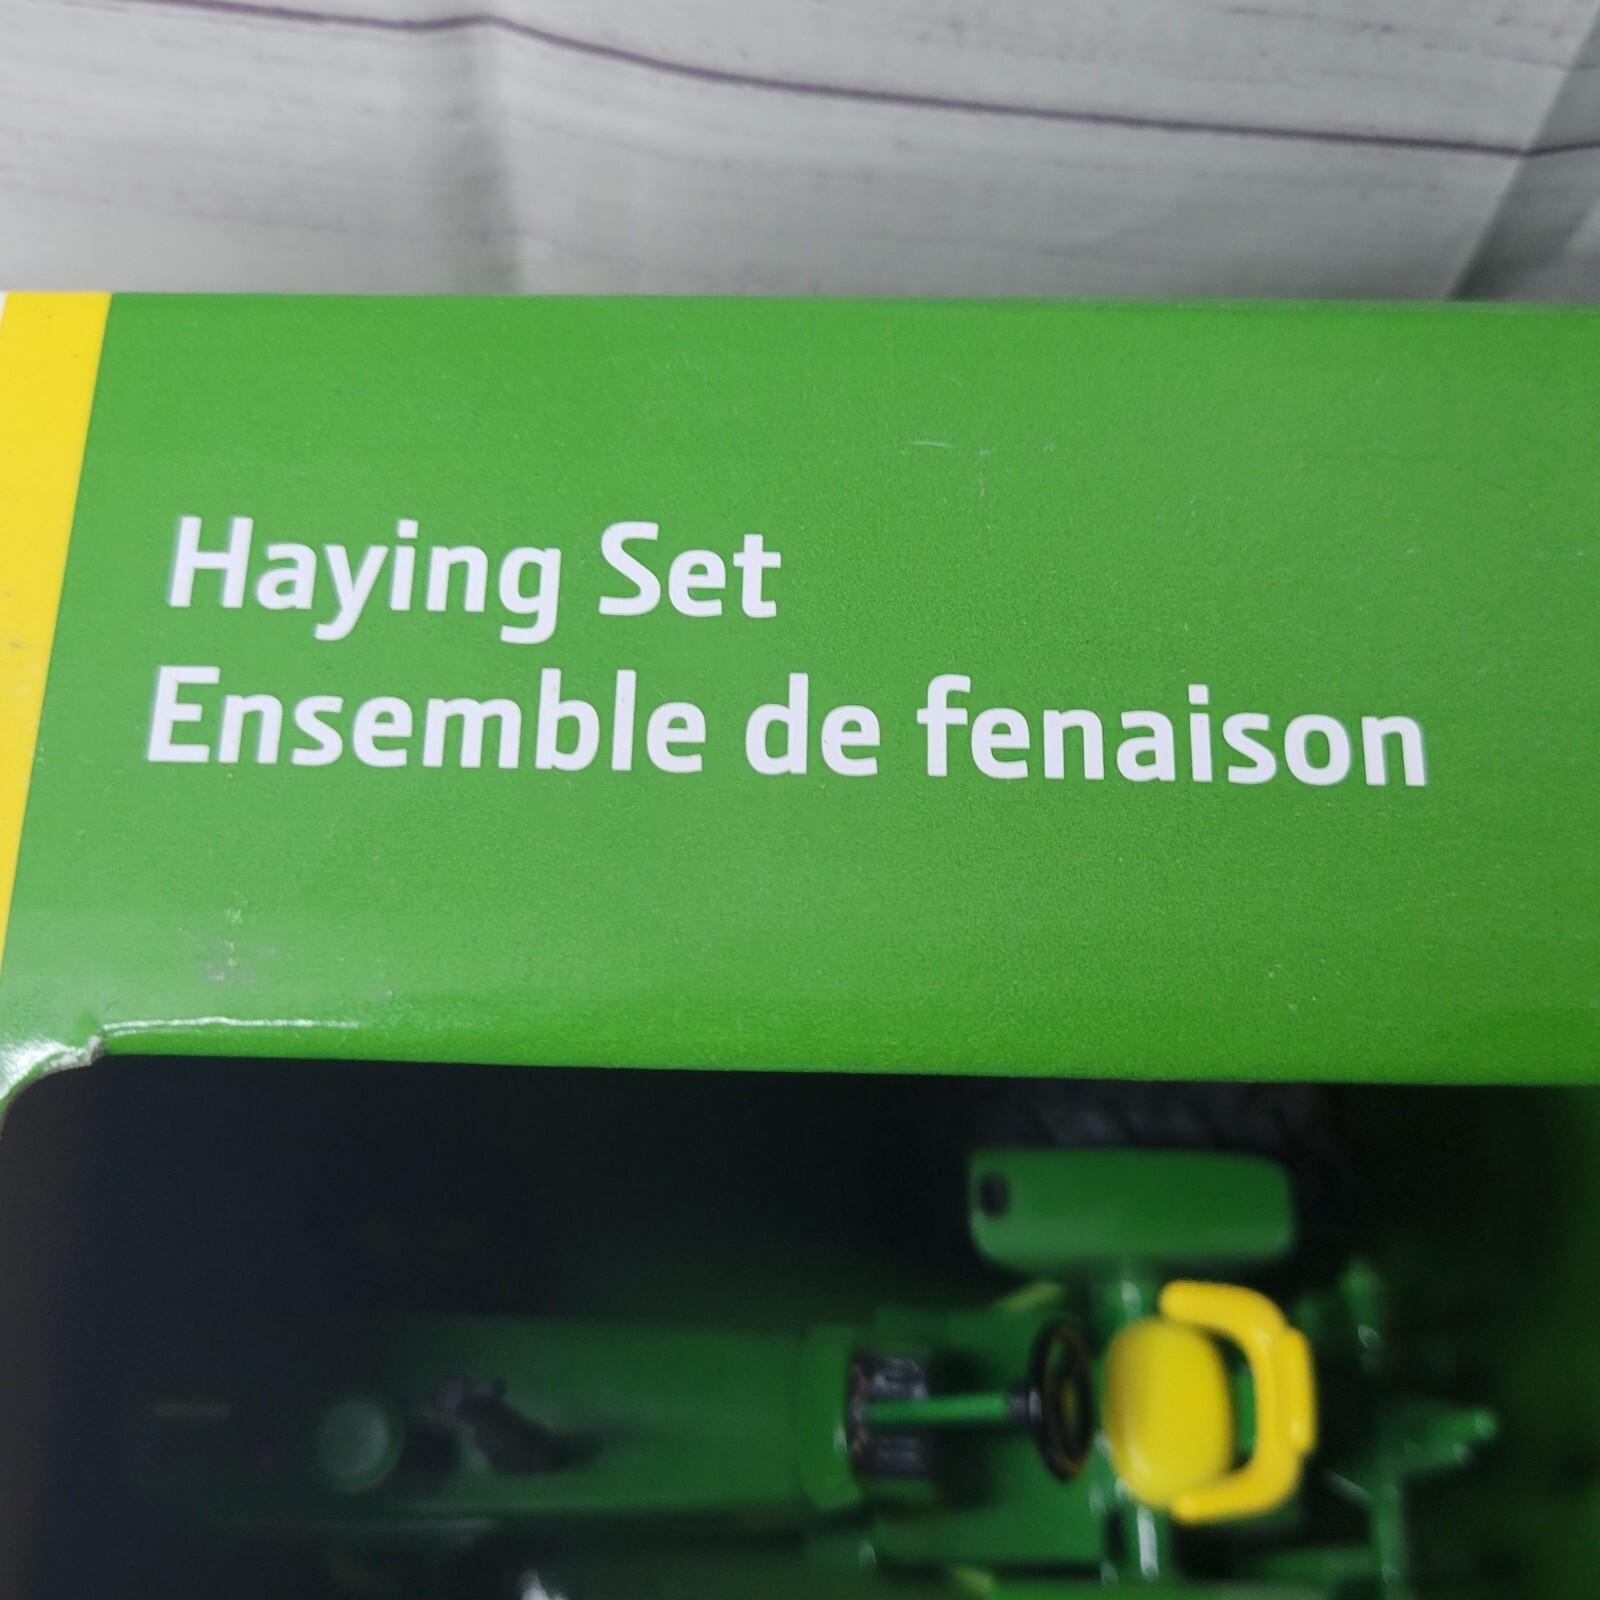 Haying Set
Ensemble de fenaison